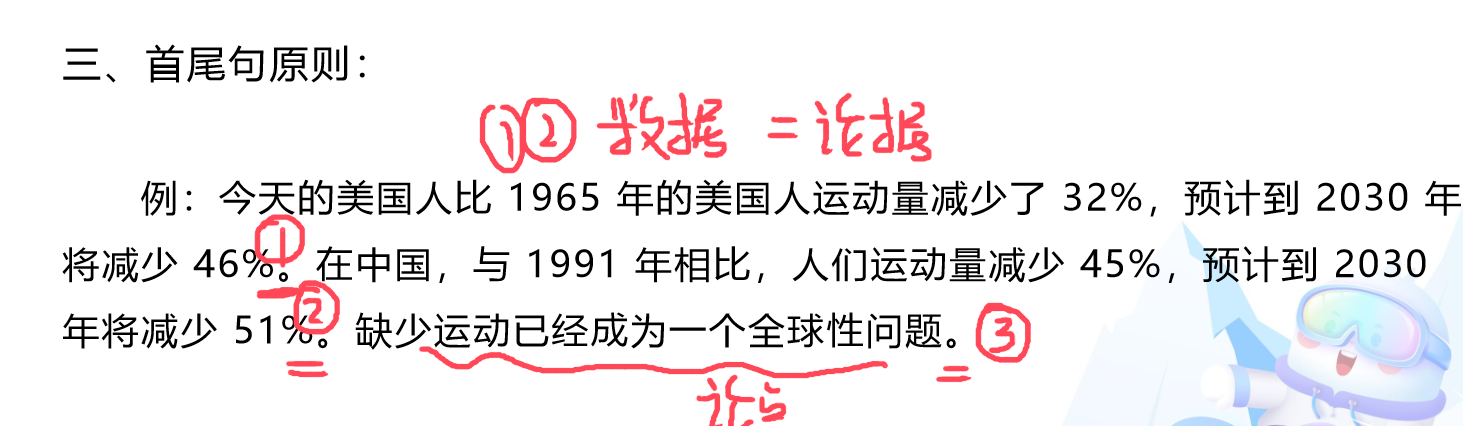 三、首尾句原则：
①② 数据 = 论据
例：今天的美国人比 1965 年的美国人运动量减少了 32%，预计到 2030 年
将减少 46%。① 在中国，与 1991 年相比，人们运动量减少 45%，预计到 2030
年将减少 51%。② 缺少运动已经成为一个全球性问题。③
论点